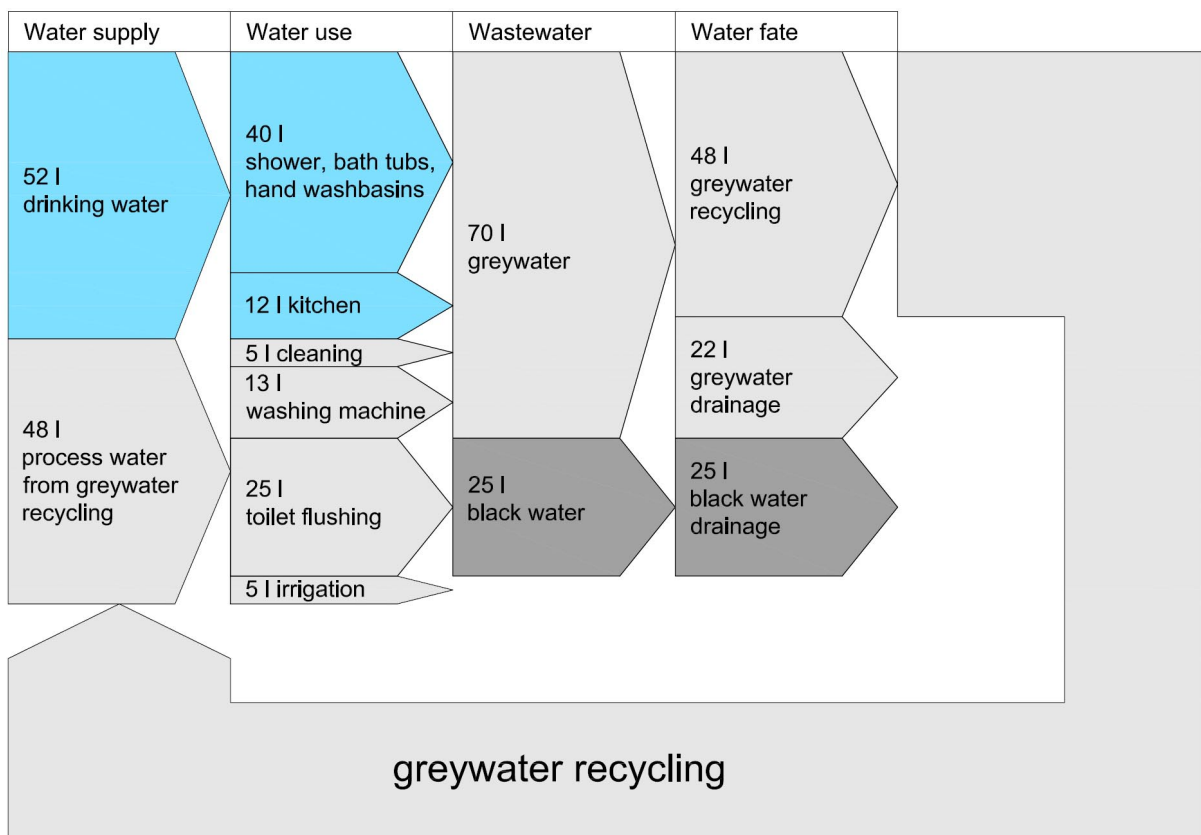 Water supply
Water use
Wastewater
Water fate
52 l
drinking water
48 l
process water
from greywater
recycling
40 l
shower, bath tubs,
hand washbasins
12 l kitchen
5 l cleaning
13 l
washing machine
25 l
toilet flushing
5 l irrigation
70 l
greywater
25 l
black water
48 l
greywater
recycling
22 l
greywater
drainage
25 l
black water
drainage
greywater recycling